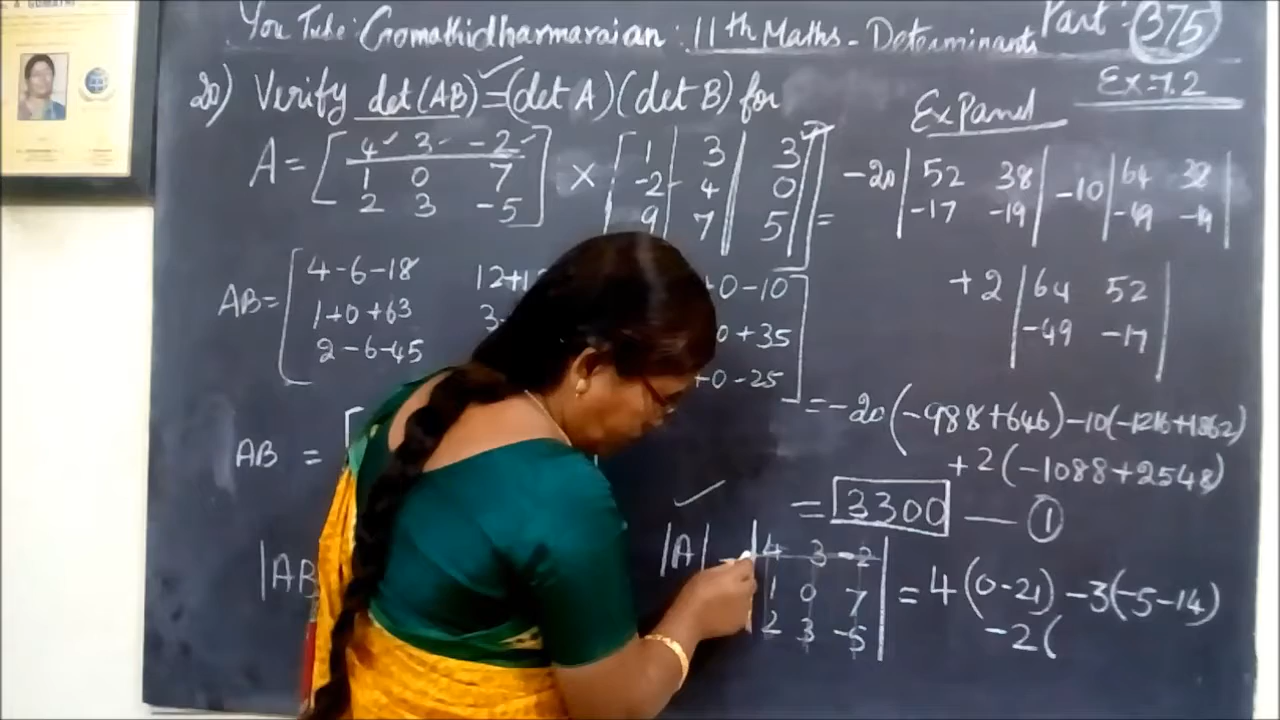 You Tube: Gomathidharmaraian: 11th Maths - Determinants Part: 375
Ex-7.2
20) Verify det(AB) = (det A)(det B) for
A = [ 4 3 -2
1 0 7
2 3 -5 ] × [ 1 3 3
-2 4 0
9 7 5 ]
AB = [ 4-6-18 12+1 +0-10
1+0+63 3 0+35
2-6-45 +0-25 ]
AB = [
|AB
Expand
= -20 | 52 38
-17 -19 | -10 | 64 38
-49 -19 |
+2 | 64 52
-49 -17 |
= -20(-988+646) -10(-1216+1862)
+2(-1088+2548)
= 3300 — ①
|A| = | 4 3 -2
1 0 7
2 3 -5 | = 4(0-21) -3(-5-14)
-2(